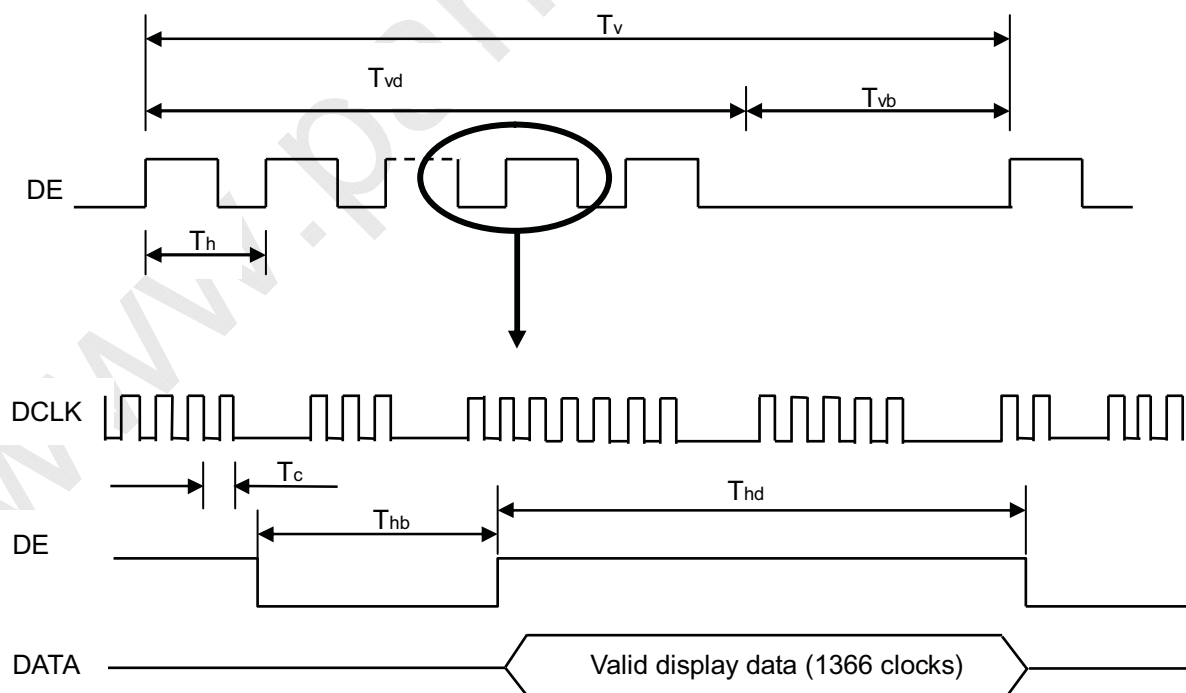 Tv
Tvd
Tvb
DE
Th
DCLK
Tc
Thd
Thb
DE
DATA
Valid display data (1366 clocks)